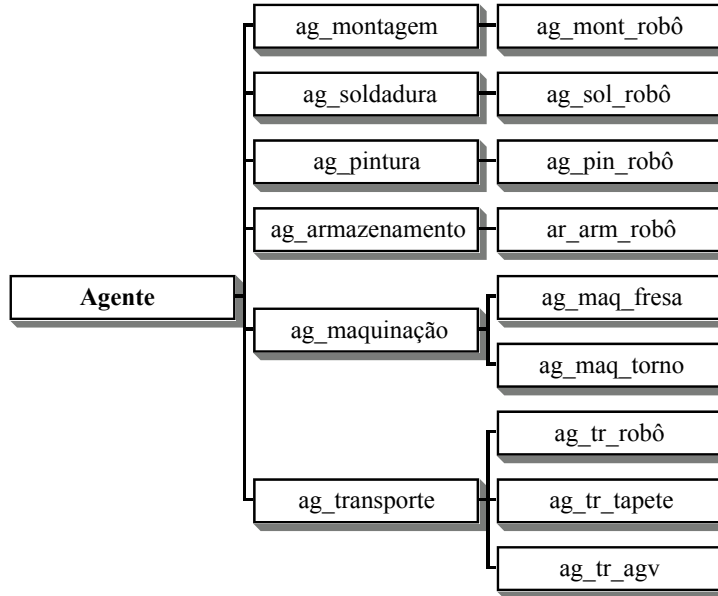 ag_montagem
ag_mont_robô
ag_soldadura
ag_sol_robô
ag_pintura
ag_pin_robô
ag_armazenamento
ar_arm_robô
Agente
ag_maquinação
ag_maq_fresa
ag_maq_torno
ag_transporte
ag_tr_robô
ag_tr_tapete
ag_tr_agv